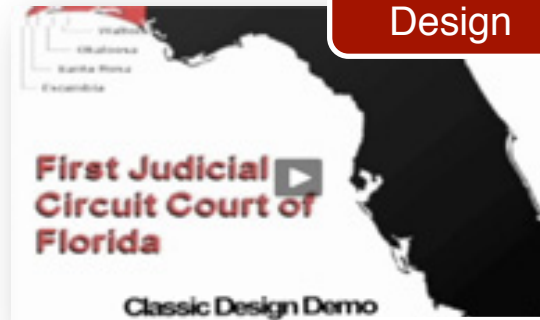 Design
Walton
Okaloosa
Santa Rosa
Escambia
First Judicial
Circuit Court of
Florida
Classic Design Demo